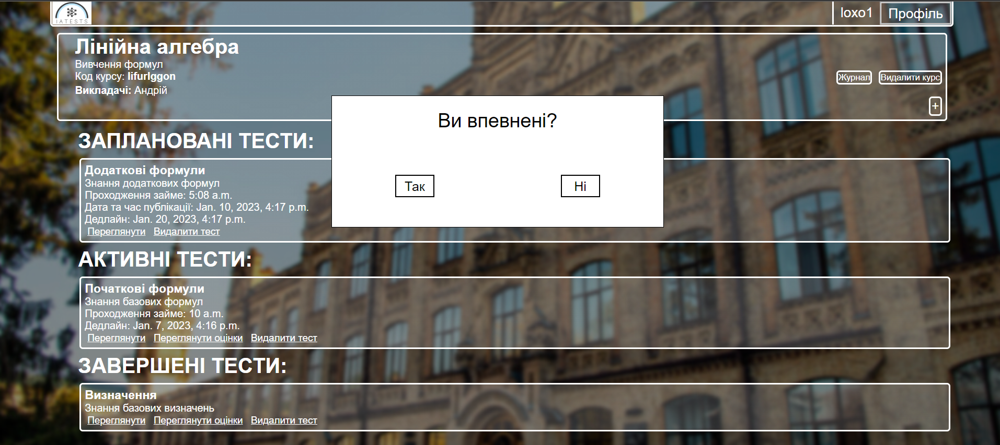 IATESTS
loxo1 Профіль
Лінійна алгебра
Вивчення формул
Код курсу: lifurlggon
Викладачі: Андрій
Журнал Видалити курс
+
Ви впевнені?
Так Ні
ЗАПЛАНОВАНІ ТЕСТИ:
Додаткові формули
Знання додаткових формул
Проходження займе: 5:08 a.m.
Дата та час публікації: Jan. 10, 2023, 4:17 p.m.
Дедлайн: Jan. 20, 2023, 4:17 p.m.
Переглянути Видалити тест
АКТИВНІ ТЕСТИ:
Початкові формули
Знання базових формул
Проходження займе: 10 a.m.
Дедлайн: Jan. 7, 2023, 4:16 p.m.
Переглянути Переглянути оцінки Видалити тест
ЗАВЕРШЕНІ ТЕСТИ:
Визначення
Знання базових визначень
Переглянути Переглянути оцінки Видалити тест